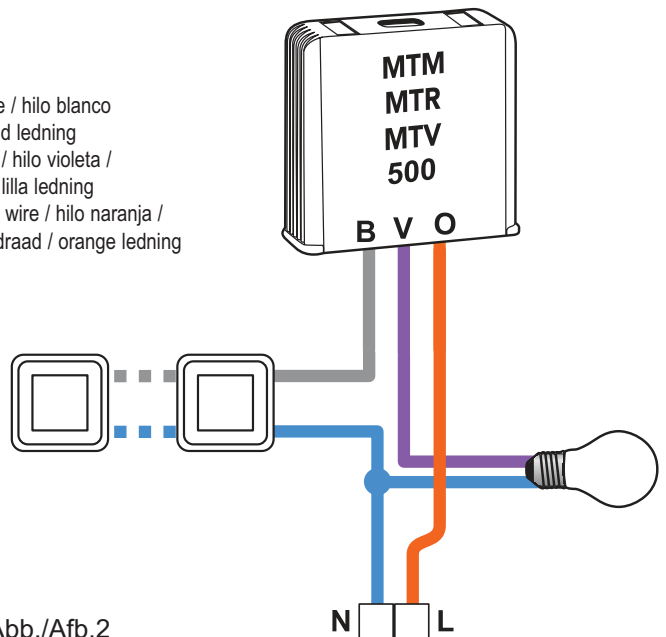 MTM
MTR
MTV
500
B V O
/ hilo blanco
ledning
/ hilo violeta /
lilla ledning
wire / hilo naranja /
draad / orange ledning
N L
Abb./Afb.2